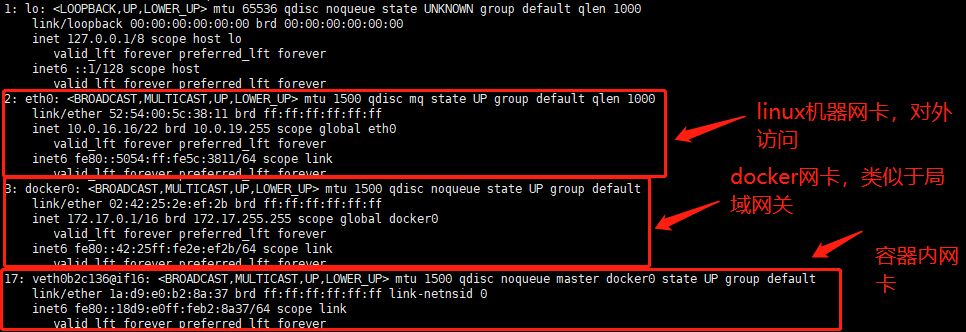 1: lo: <LOOPBACK,UP,LOWER_UP> mtu 65536 qdisc noqueue state UNKNOWN group default qlen 1000
link/loopback 00:00:00:00:00:00 brd 00:00:00:00:00:00
inet 127.0.0.1/8 scope host lo
valid_lft forever preferred_lft forever
inet6 ::1/128 scope host
valid_lft forever preferred_lft forever
2: eth0: <BROADCAST,MULTICAST,UP,LOWER_UP> mtu 1500 qdisc mq state UP group default qlen 1000
link/ether 52:54:00:5c:38:11 brd ff:ff:ff:ff:ff:ff
inet 10.0.16.16/22 brd 10.0.19.255 scope global eth0
valid_lft forever preferred_lft forever
inet6 fe80::5054:ff:fe5c:3811/64 scope link
valid_lft forever preferred_lft forever
linux机器网卡，对外
访问
3: docker0: <BROADCAST,MULTICAST,UP,LOWER_UP> mtu 1500 qdisc noqueue state UP group default
link/ether 02:42:25:2e:ef:2b brd ff:ff:ff:ff:ff:ff
inet 172.17.0.1/16 brd 172.17.255.255 scope global docker0
valid_lft forever preferred_lft forever
inet6 fe80::42:25ff:fe2e:ef2b/64 scope link
valid_lft forever preferred_lft forever
docker网卡，类似于局
域网关
17: veth0b2c136@if16: <BROADCAST,MULTICAST,UP,LOWER_UP> mtu 1500 qdisc noqueue master docker0 state UP group default
link/ether 1a:d9:e0:b2:8a:37 brd ff:ff:ff:ff:ff:ff link-netnsid 0
inet6 fe80::18d9:e0ff:feb2:8a37/64 scope link
valid_lft forever preferred_lft forever
容器内网
卡